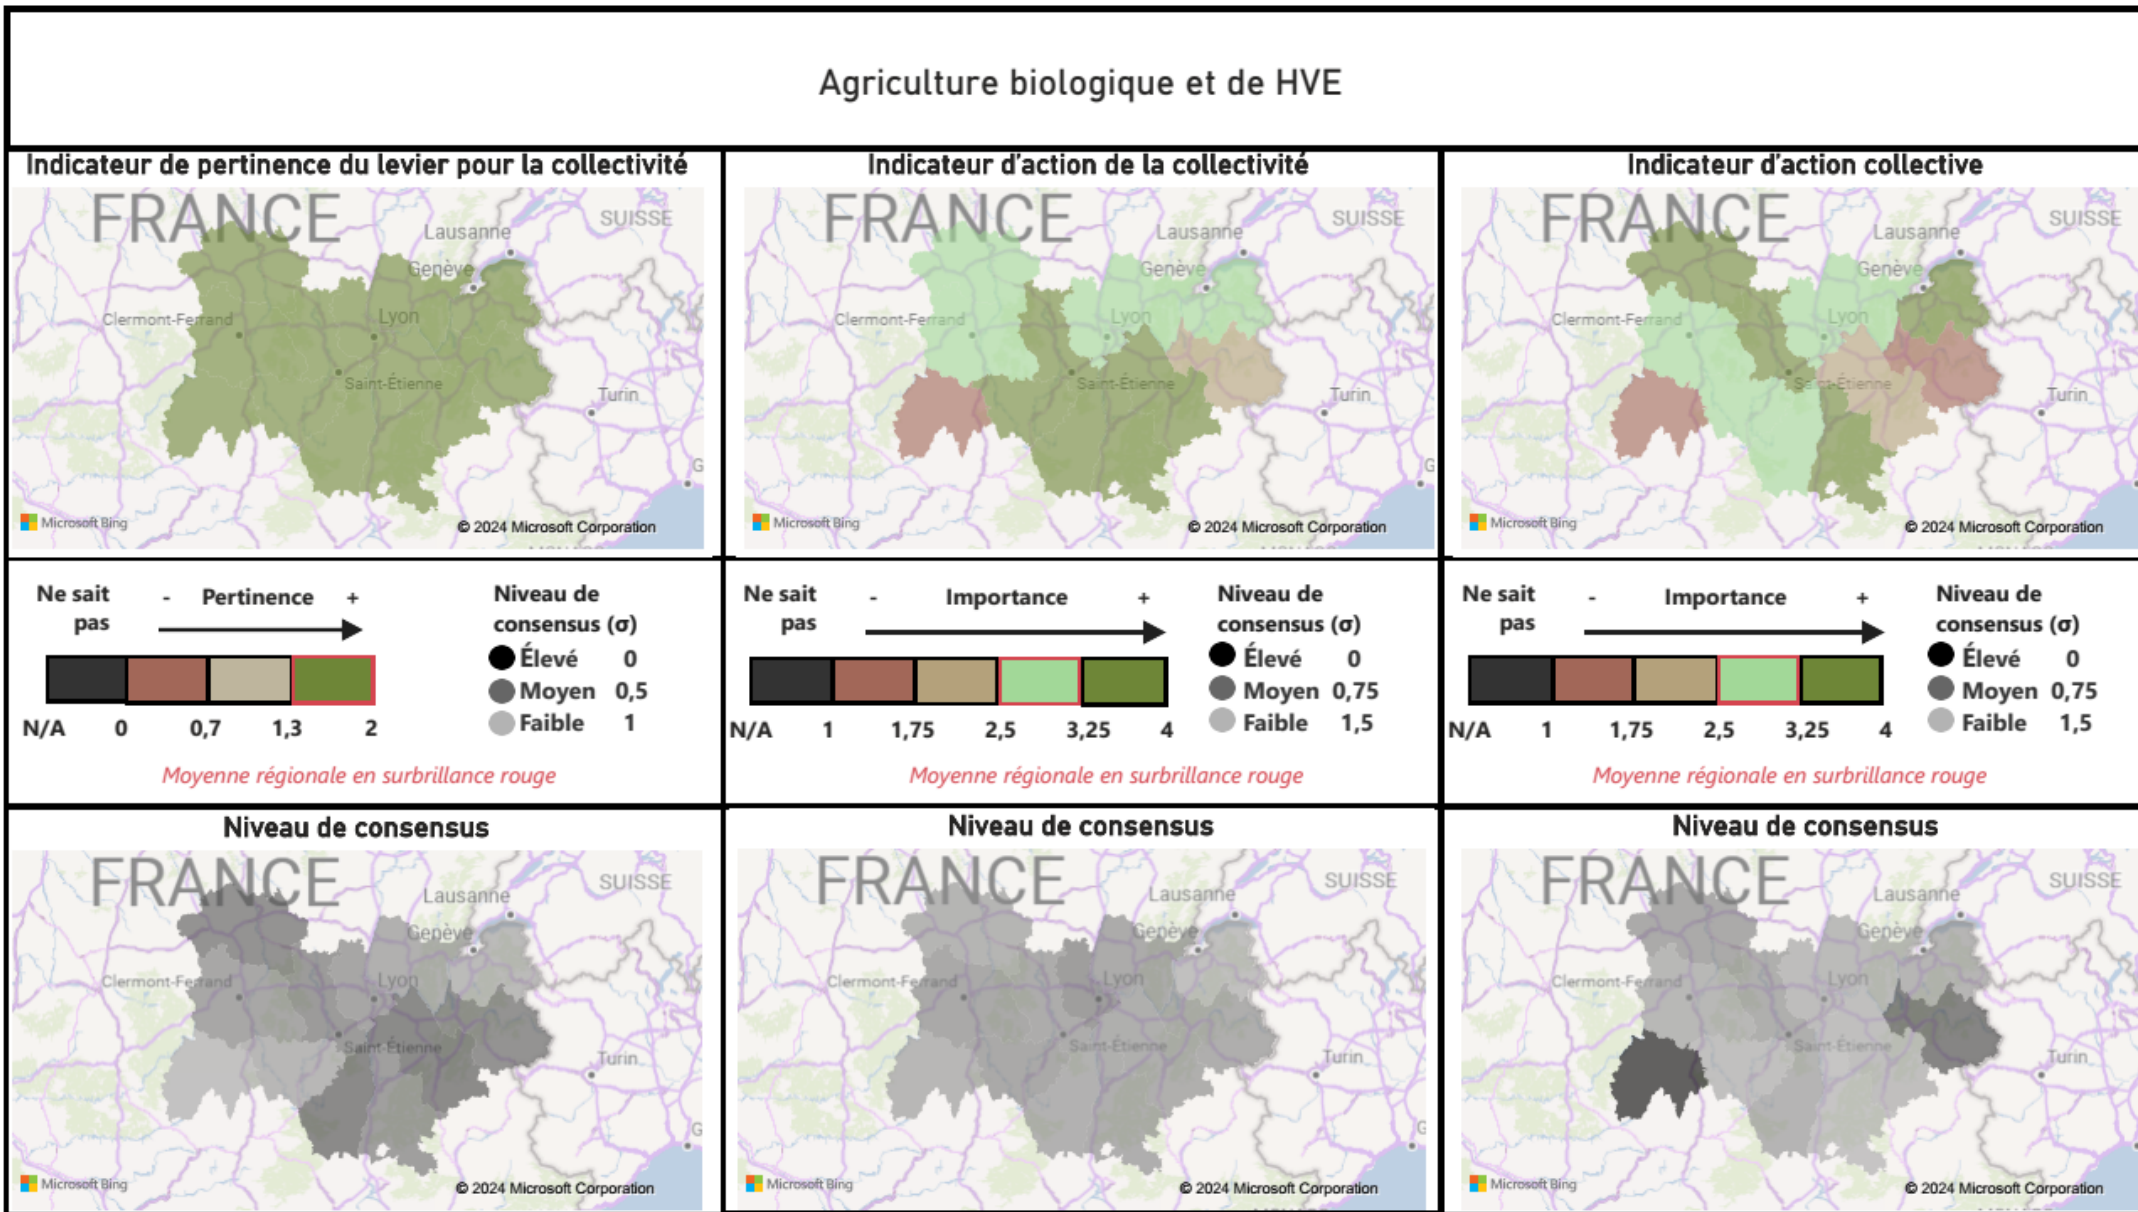 Agriculture biologique et de HVE
Indicateur de pertinence du levier pour la collectivité
FRANCE
SUISSE
Lausanne
Genève
Clermont-Ferrand
Lyon
Saint-Étienne
Turin
G
Microsoft Bing
© 2024 Microsoft Corporation
Indicateur d'action de la collectivité
FRANCE
SUISSE
Lausanne
Genève
Clermont-Ferrand
Lyon
Saint-Étienne
Turin
G
Microsoft Bing
© 2024 Microsoft Corporation
Indicateur d'action collective
FRANCE
SUISSE
Lausanne
Genève
Clermont-Ferrand
Lyon
Saint-Étienne
Turin
Microsoft Bing
© 2024 Microsoft Corporation
Ne sait
pas
- Pertinence +
N/A 0 0,7 1,3 2
Niveau de
consensus (σ)
Élevé 0
Moyen 0,5
Faible 1
Moyenne régionale en surbrillance rouge
Ne sait
pas
- Importance +
N/A 1 1,75 2,5 3,25 4
Niveau de
consensus (σ)
Élevé 0
Moyen 0,75
Faible 1,5
Moyenne régionale en surbrillance rouge
Ne sait
pas
- Importance +
N/A 1 1,75 2,5 3,25 4
Niveau de
consensus (σ)
Élevé 0
Moyen 0,75
Faible 1,5
Moyenne régionale en surbrillance rouge
Niveau de consensus
FRANCE
SUISSE
Lausanne
Genève
Clermont-Ferrand
Lyon
Saint-Étienne
Turin
G
Microsoft Bing
© 2024 Microsoft Corporation
Niveau de consensus
FRANCE
SUISSE
Lausanne
Genève
Clermont-Ferrand
Lyon
Saint-Étienne
Turin
G
Microsoft Bing
© 2024 Microsoft Corporation
Niveau de consensus
FRANCE
SUISSE
Lausanne
Genève
Clermont-Ferrand
Lyon
Saint-Étienne
Turin
Microsoft Bing
© 2024 Microsoft Corporation